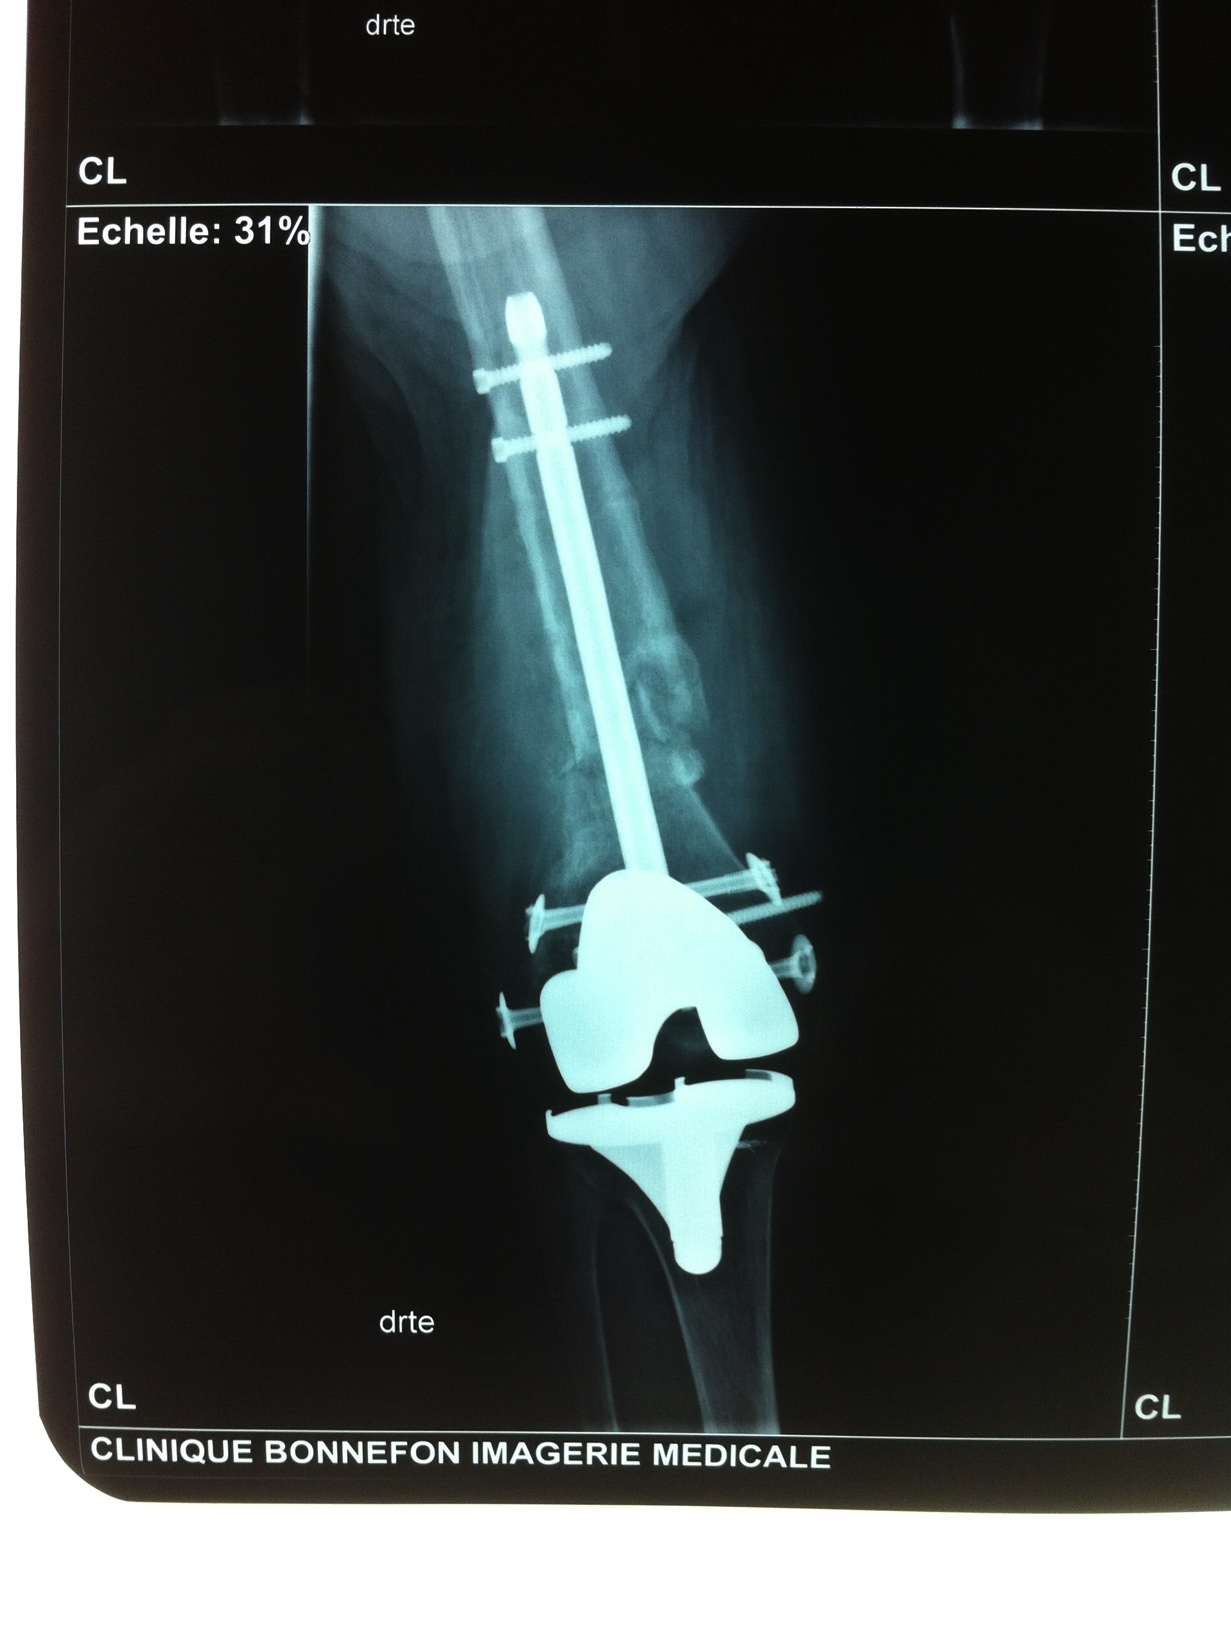 drte
CL
CL
Echelle: 31%
Ech
drte
CL
CL
CLINIQUE BONNEFON IMAGERIE MEDICALE